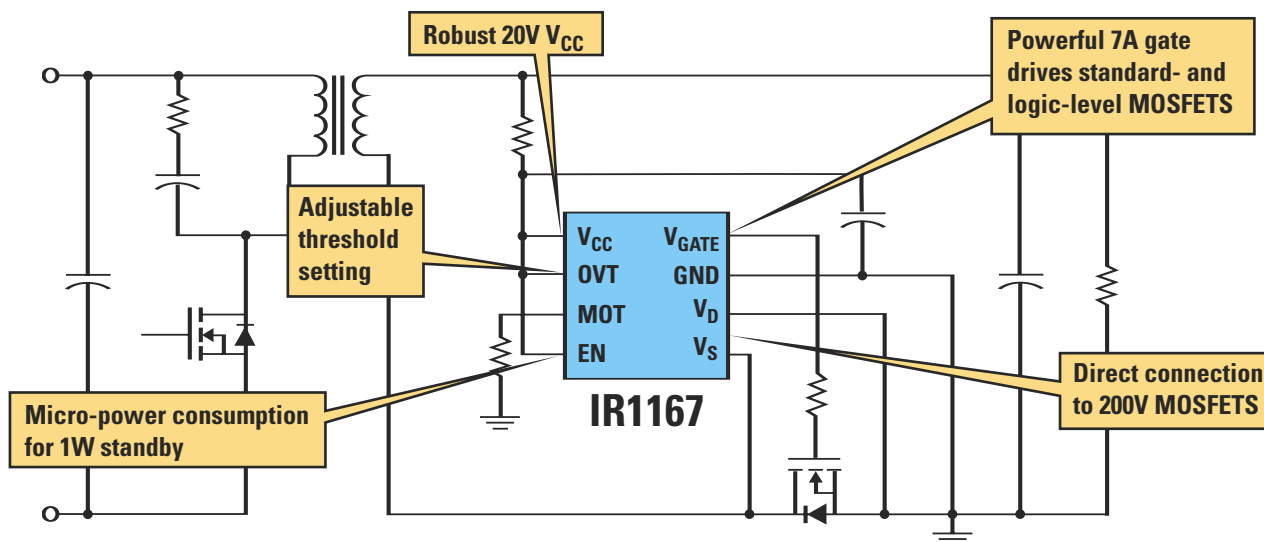 Robust 20V VCC
Powerful 7A gate
drives standard- and
logic-level MOSFETS
Adjustable
threshold
setting
VCC
OVT
MOT
EN
VGATE
GND
VD
VS
IR1167
Micro-power consumption
for 1W standby
Direct connection
to 200V MOSFETS